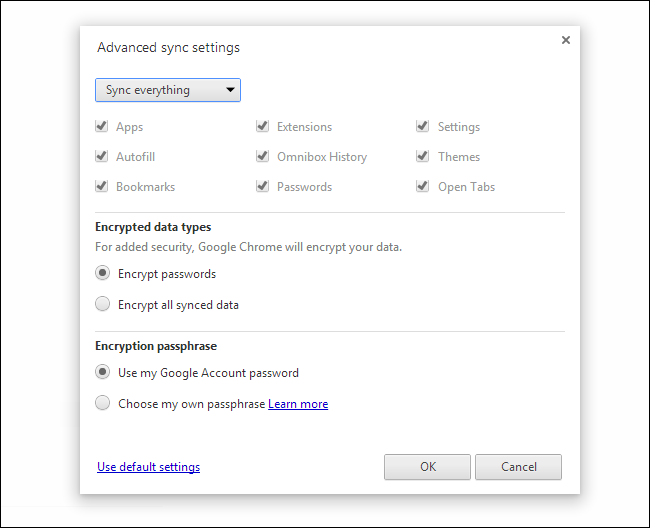 Advanced sync settings
Sync everything
Apps Extensions Settings
Autofill Omnibox History Themes
Bookmarks Passwords Open Tabs
Encrypted data types
For added security, Google Chrome will encrypt your data.
Encrypt passwords
Encrypt all synced data
Encryption passphrase
Use my Google Account password
Choose my own passphrase Learn more
Use default settings OK Cancel